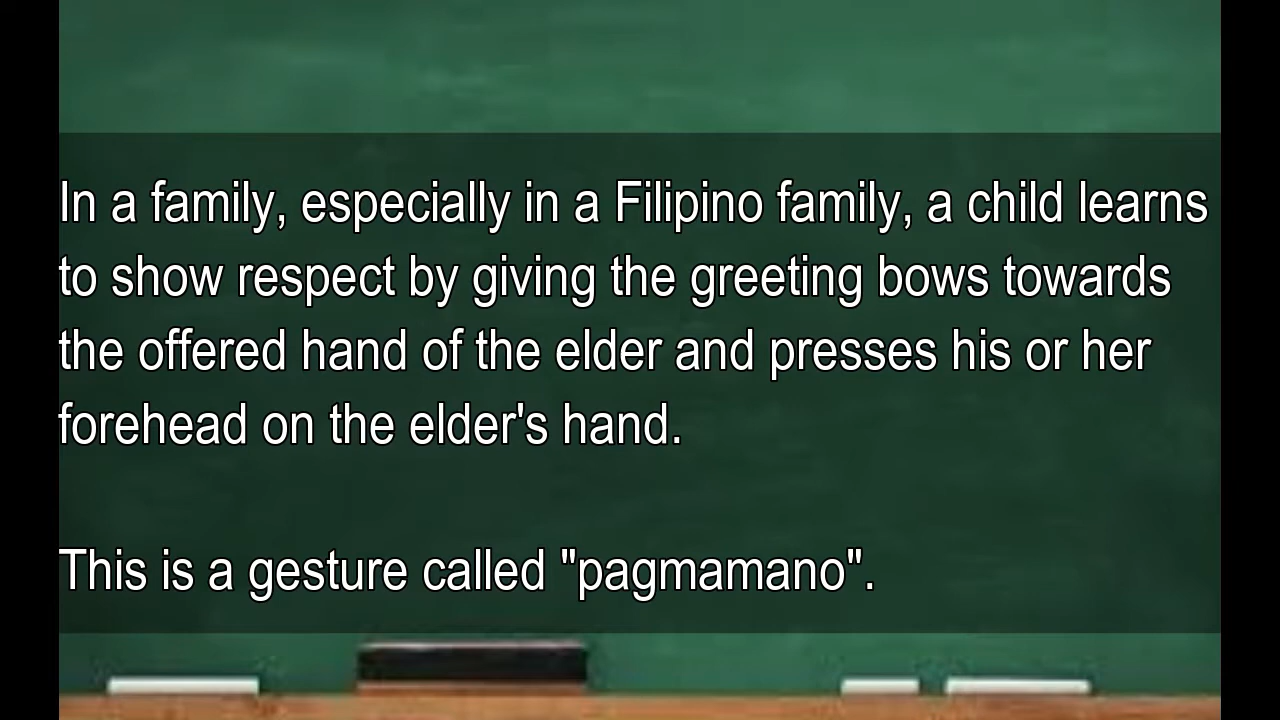 In a family, especially in a Filipino family, a child learns
to show respect by giving the greeting bows towards
the offered hand of the elder and presses his or her
forehead on the elder's hand.
This is a gesture called "pagmamano".